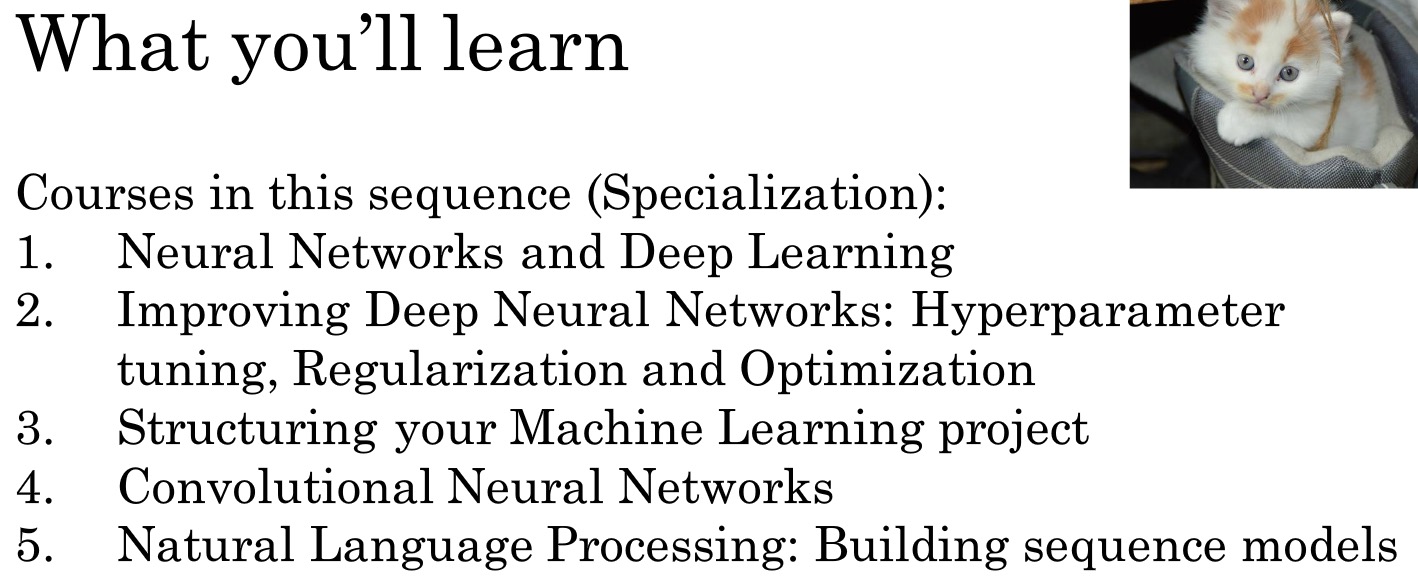 What you’ll learn
Courses in this sequence (Specialization):
1. Neural Networks and Deep Learning
2. Improving Deep Neural Networks: Hyperparameter
tuning, Regularization and Optimization
3. Structuring your Machine Learning project
4. Convolutional Neural Networks
5. Natural Language Processing: Building sequence models